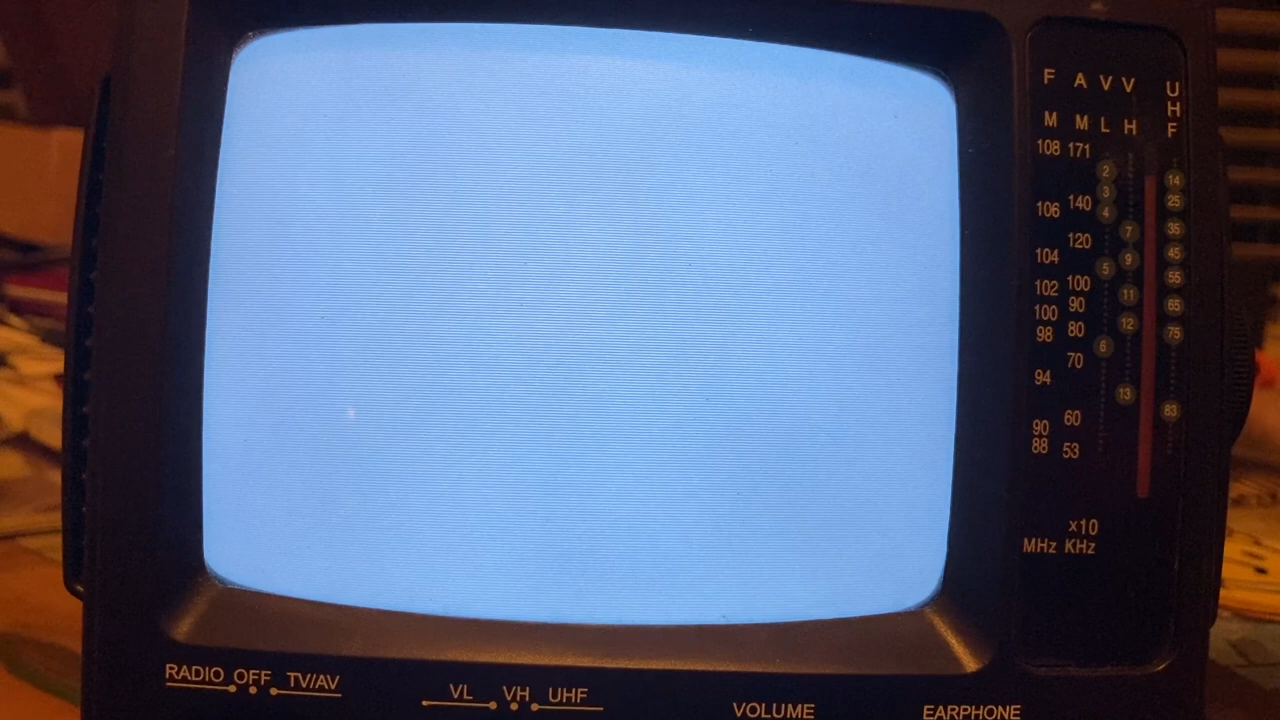 F A V V U
M M L H H
F
108 171
2 14
3 25
106 140 4
7 35
120
104 9 45
5 55
102 100
90 11 65
100
98 80 12 75
6
70
94 13
83
60
90
88 53
×10
MHz KHz
RADIO OFF TV/AV
VL VH UHF
VOLUME EARPHONE